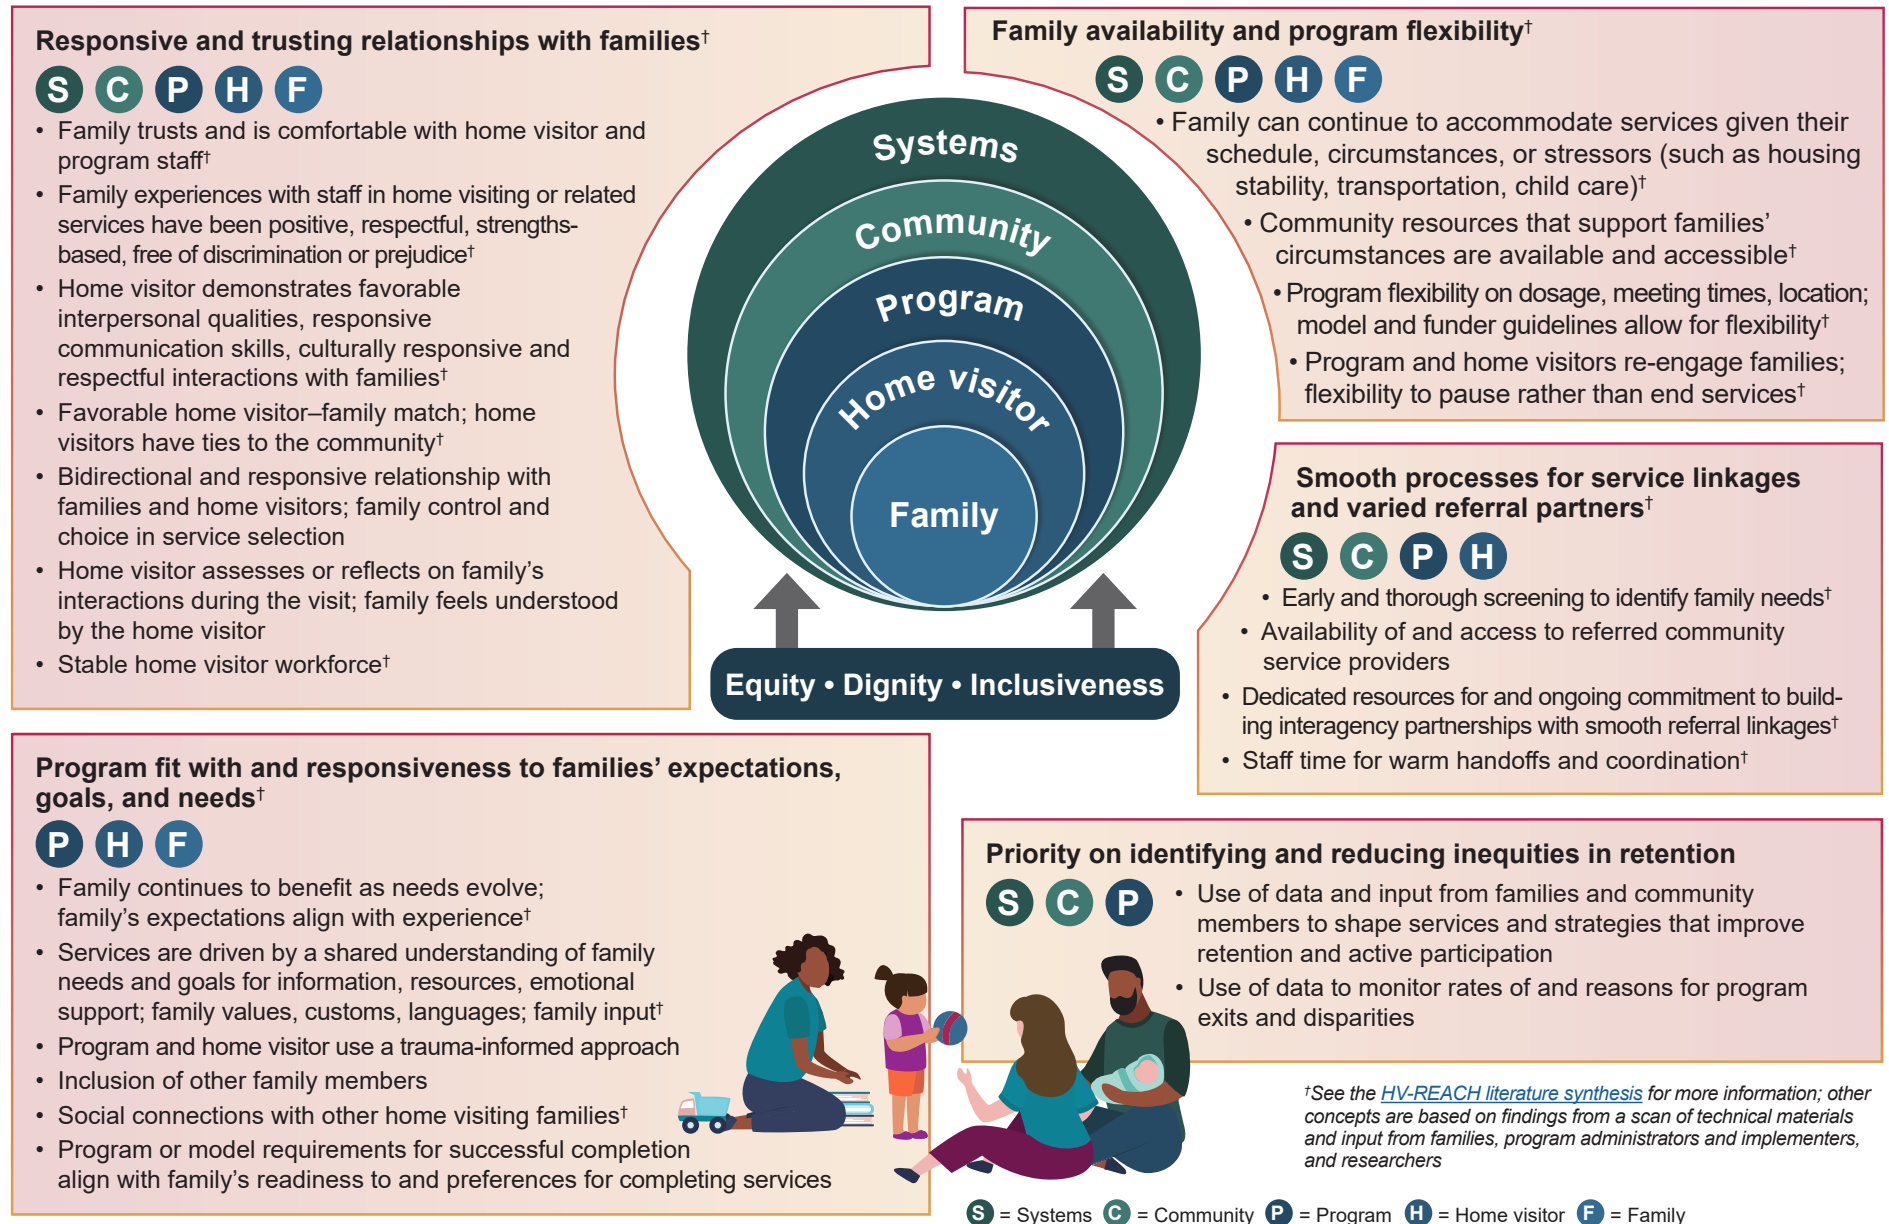 Responsive and trusting relationships with families†
S C P H F
• Family trusts and is comfortable with home visitor and
program staff†
• Family experiences with staff in home visiting or related
services have been positive, respectful, strengths-
based, free of discrimination or prejudice†
• Home visitor demonstrates favorable
interpersonal qualities, responsive
communication skills, culturally responsive and
respectful interactions with families†
• Favorable home visitor–family match; home
visitors have ties to the community†
• Bidirectional and responsive relationship with
families and home visitors; family control and
choice in service selection
• Home visitor assesses or reflects on family’s
interactions during the visit; family feels understood
by the home visitor
• Stable home visitor workforce†
Systems
Community
Program
Home visitor
Family
Equity • Dignity • Inclusiveness
Family availability and program flexibility†
S C P H F
• Family can continue to accommodate services given their
schedule, circumstances, or stressors (such as housing
stability, transportation, child care)†
• Community resources that support families’
circumstances are available and accessible†
• Program flexibility on dosage, meeting times, location;
model and funder guidelines allow for flexibility†
• Program and home visitors re-engage families;
flexibility to pause rather than end services†
Smooth processes for service linkages
and varied referral partners†
S C P H
• Early and thorough screening to identify family needs†
• Availability of and access to referred community
service providers
• Dedicated resources for and ongoing commitment to build-
ing interagency partnerships with smooth referral linkages†
• Staff time for warm handoffs and coordination†
Program fit with and responsiveness to families’ expectations,
goals, and needs†
P H F
• Family continues to benefit as needs evolve;
family’s expectations align with experience†
• Services are driven by a shared understanding of family
needs and goals for information, resources, emotional
support; family values, customs, languages; family input†
• Program and home visitor use a trauma-informed approach
• Inclusion of other family members
• Social connections with other home visiting families†
• Program or model requirements for successful completion
align with family’s readiness to and preferences for completing services
Priority on identifying and reducing inequities in retention
S C P
• Use of data and input from families and community
members to shape services and strategies that improve
retention and active participation
• Use of data to monitor rates of and reasons for program
exits and disparities
†See the HV-REACH literature synthesis for more information; other
concepts are based on findings from a scan of technical materials
and input from families, program administrators and implementers,
and researchers
S = Systems C = Community P = Program H = Home visitor F = Family